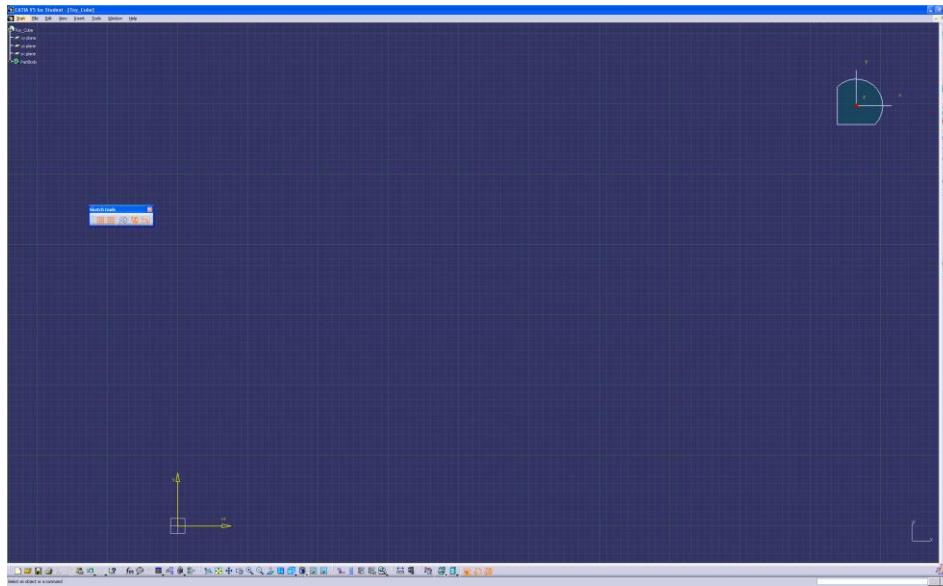 CATIA V5 for Student - [Toy_Cube]
Start File Edit View Insert Tools Window Help
Toy_Cube
xy plane
yz plane
zx plane
PartBody
Sketch tools
Select an object or a command